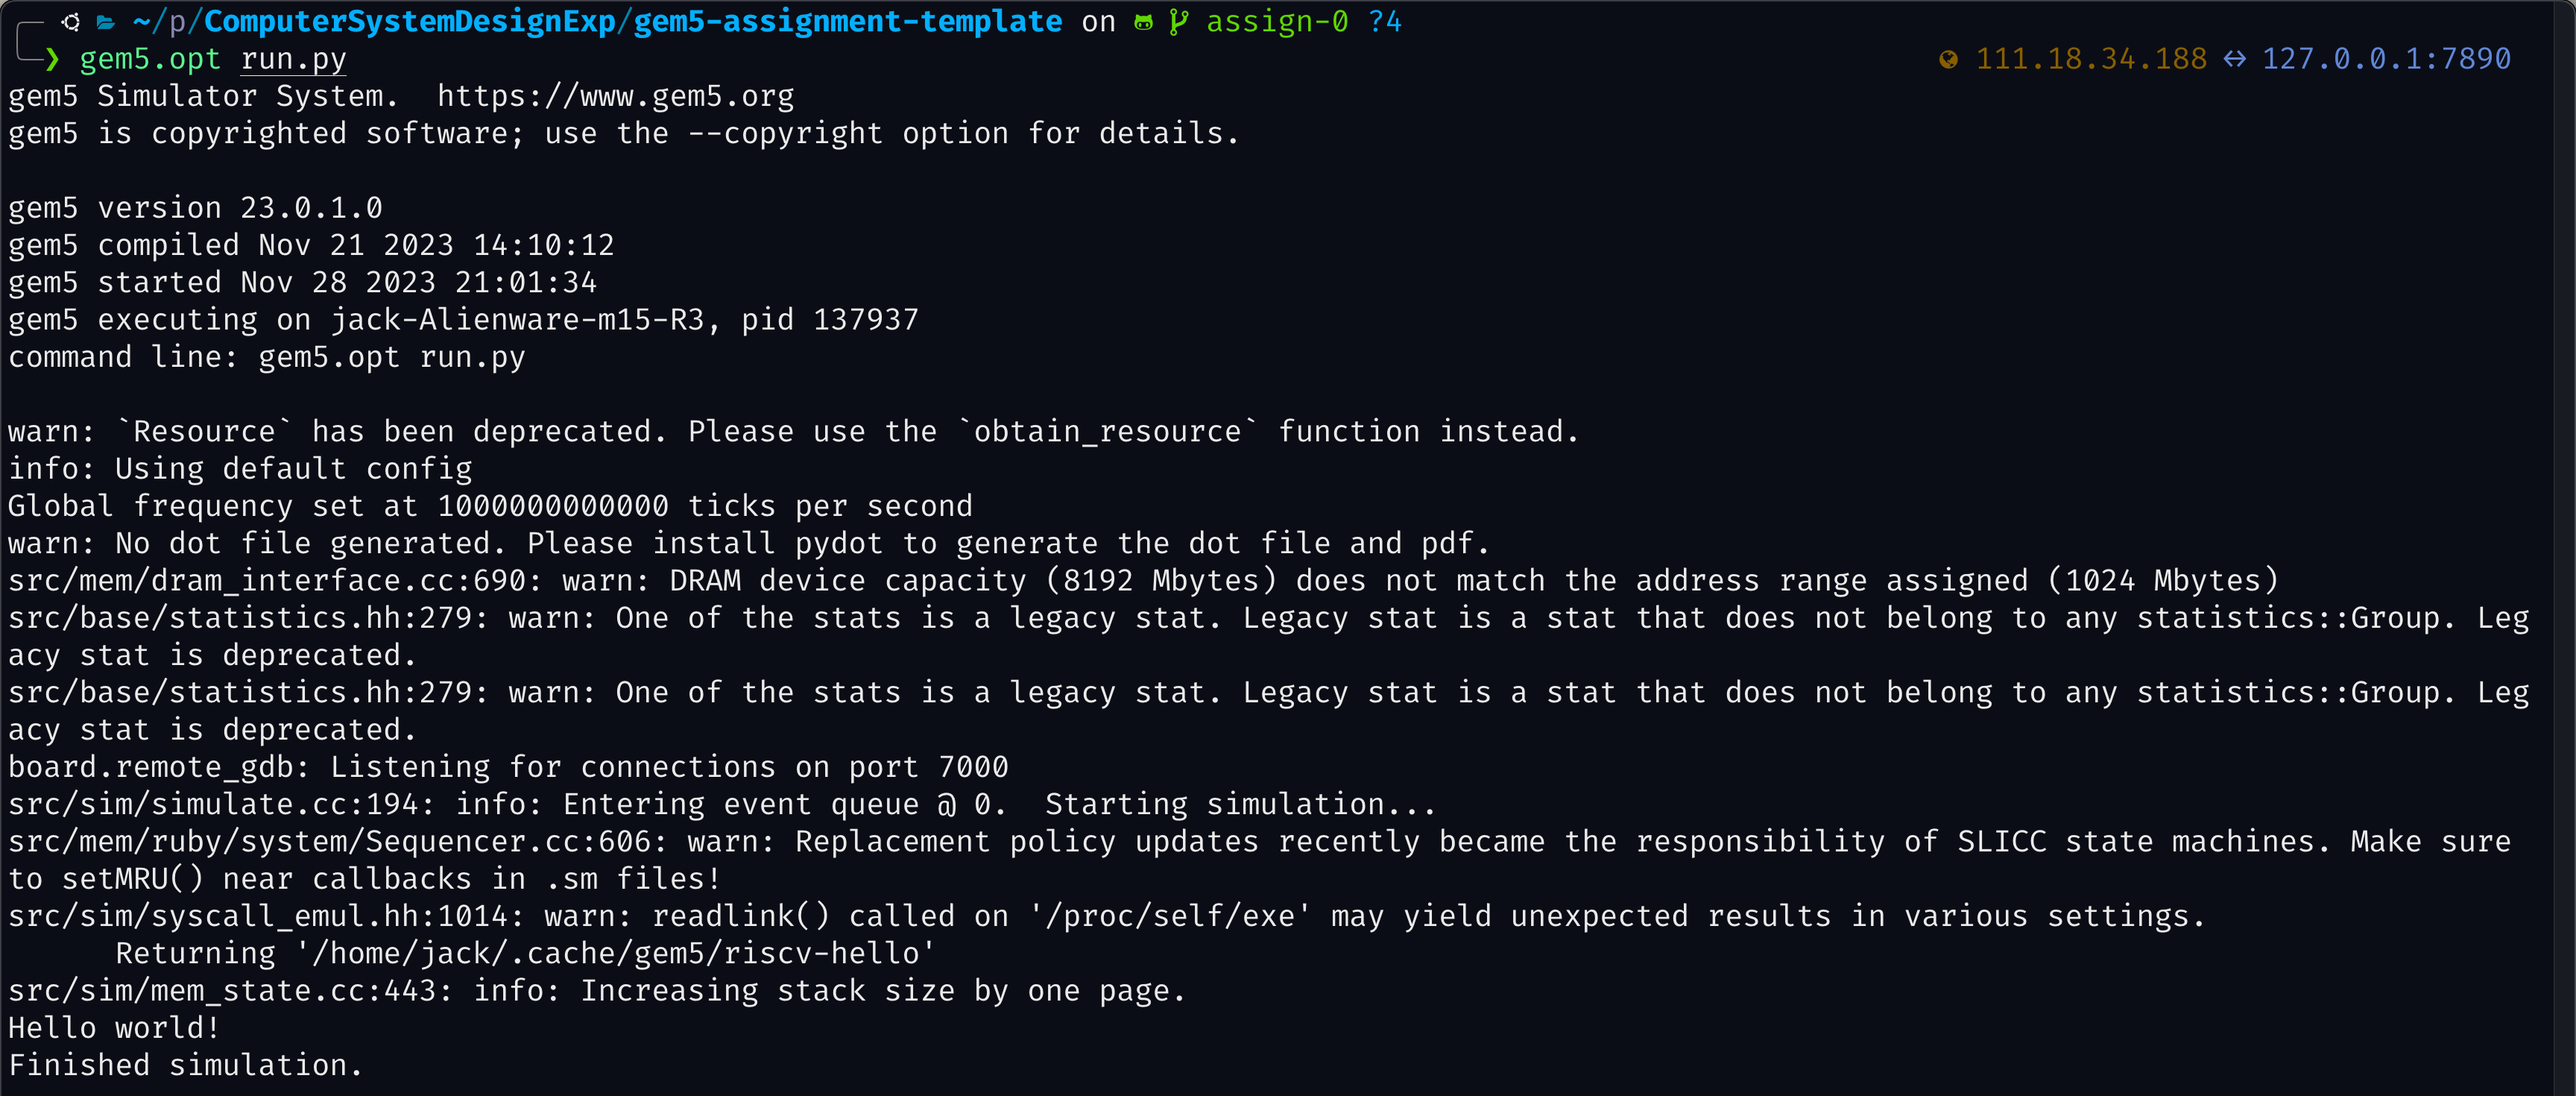 ~/p/ComputerSystemDesignExp/gem5-assignment-template on assign-0 ?4
❯ gem5.opt run.py 111.18.34.188 ↔ 127.0.0.1:7890
gem5 Simulator System.  https://www.gem5.org
gem5 is copyrighted software; use the --copyright option for details.

gem5 version 23.0.1.0
gem5 compiled Nov 21 2023 14:10:12
gem5 started Nov 28 2023 21:01:34
gem5 executing on jack-Alienware-m15-R3, pid 137937
command line: gem5.opt run.py

warn: `Resource` has been deprecated. Please use the `obtain_resource` function instead.
info: Using default config
Global frequency set at 1000000000000 ticks per second
warn: No dot file generated. Please install pydot to generate the dot file and pdf.
src/mem/dram_interface.cc:690: warn: DRAM device capacity (8192 Mbytes) does not match the address range assigned (1024 Mbytes)
src/base/statistics.hh:279: warn: One of the stats is a legacy stat. Legacy stat is a stat that does not belong to any statistics::Group. Leg
acy stat is deprecated.
src/base/statistics.hh:279: warn: One of the stats is a legacy stat. Legacy stat is a stat that does not belong to any statistics::Group. Leg
acy stat is deprecated.
board.remote_gdb: Listening for connections on port 7000
src/sim/simulate.cc:194: info: Entering event queue @ 0.  Starting simulation...
src/mem/ruby/system/Sequencer.cc:606: warn: Replacement policy updates recently became the responsibility of SLICC state machines. Make sure
to setMRU() near callbacks in .sm files!
src/sim/syscall_emul.hh:1014: warn: readlink() called on '/proc/self/exe' may yield unexpected results in various settings.
      Returning '/home/jack/.cache/gem5/riscv-hello'
src/sim/mem_state.cc:443: info: Increasing stack size by one page.
Hello world!
Finished simulation.